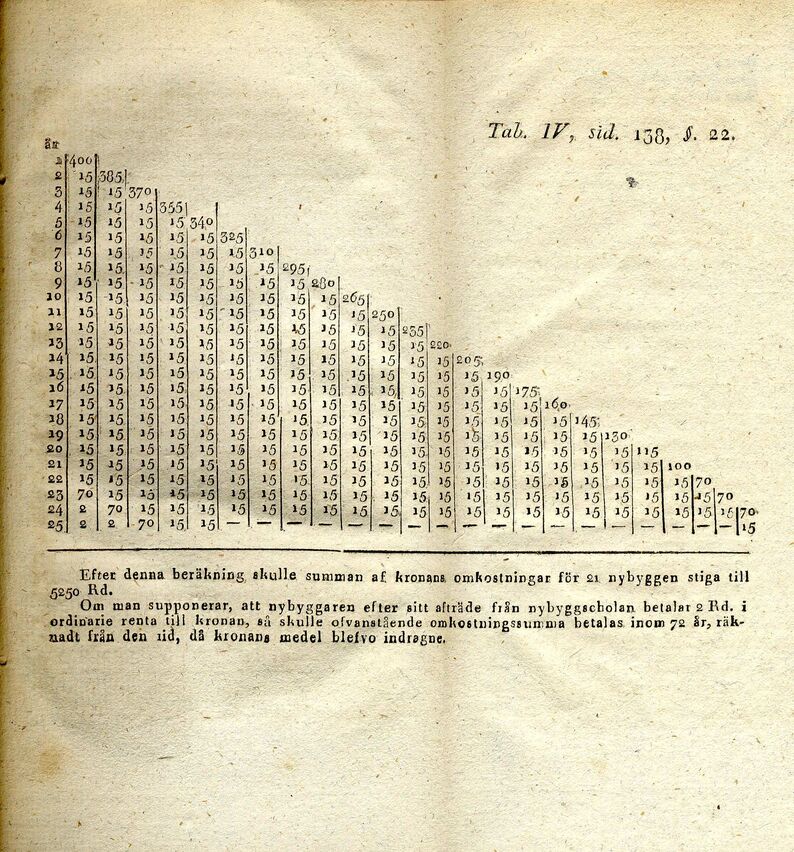 Tab. IV, sid. 138, §. 22.
år
1 400
2 15 385
3 15 15 370
4 15 15 15 355
5 15 15 15 15 340
6 15 15 15 15 15 325
7 15 15 15 15 15 15 310
8 15 15 15 15 15 15 15 295
9 15 15 15 15 15 15 15 15 280
10 15 15 15 15 15 15 15 15 15 265
11 15 15 15 15 15 15 15 15 15 15 250
12 15 15 15 15 15 15 15 15 15 15 15 235
13 15 15 15 15 15 15 15 15 15 15 15 15 220
14 15 15 15 15 15 15 15 15 15 15 15 15 15 205
15 15 15 15 15 15 15 15 15 15 15 15 15 15 15 190
16 15 15 15 15 15 15 15 15 15 15 15 15 15 15 15 175
17 15 15 15 15 15 15 15 15 15 15 15 15 15 15 15 15 160
18 15 15 15 15 15 15 15 15 15 15 15 15 15 15 15 15 15 145
19 15 15 15 15 15 15 15 15 15 15 15 15 15 15 15 15 15 15 130
20 15 15 15 15 15 15 15 15 15 15 15 15 15 15 15 15 15 15 15 115
21 15 15 15 15 15 15 15 15 15 15 15 15 15 15 15 15 15 15 15 15 100
22 15 15 15 15 15 15 15 15 15 15 15 15 15 15 15 15 15 15 15 15 15 70
23 70 15 15 15 15 15 15 15 15 15 15 15 15 15 15 15 15 15 15 15 15 15 70
24 2 70 15 15 15 15 15 15 15 15 15 15 15 15 15 15 15 15 15 15 15 15 15 70
25 2 2 70 15 15 — — — — — — — — — — — — — — — — — — 15
Efter denna beräkning skulle summan af kronans omkostningar för 21 nybyggen stiga till
5250 Rd.
Om man supponerar, att nybyggaren efter sitt afträde från nybyggscholan betalar 2 Rd. i
ordinarie renta till kronan, så skulle ofvanstående omkostningssumma betalas inom 72 år, räk-
nadt från den tid, då kronans medel blefvo indragne.